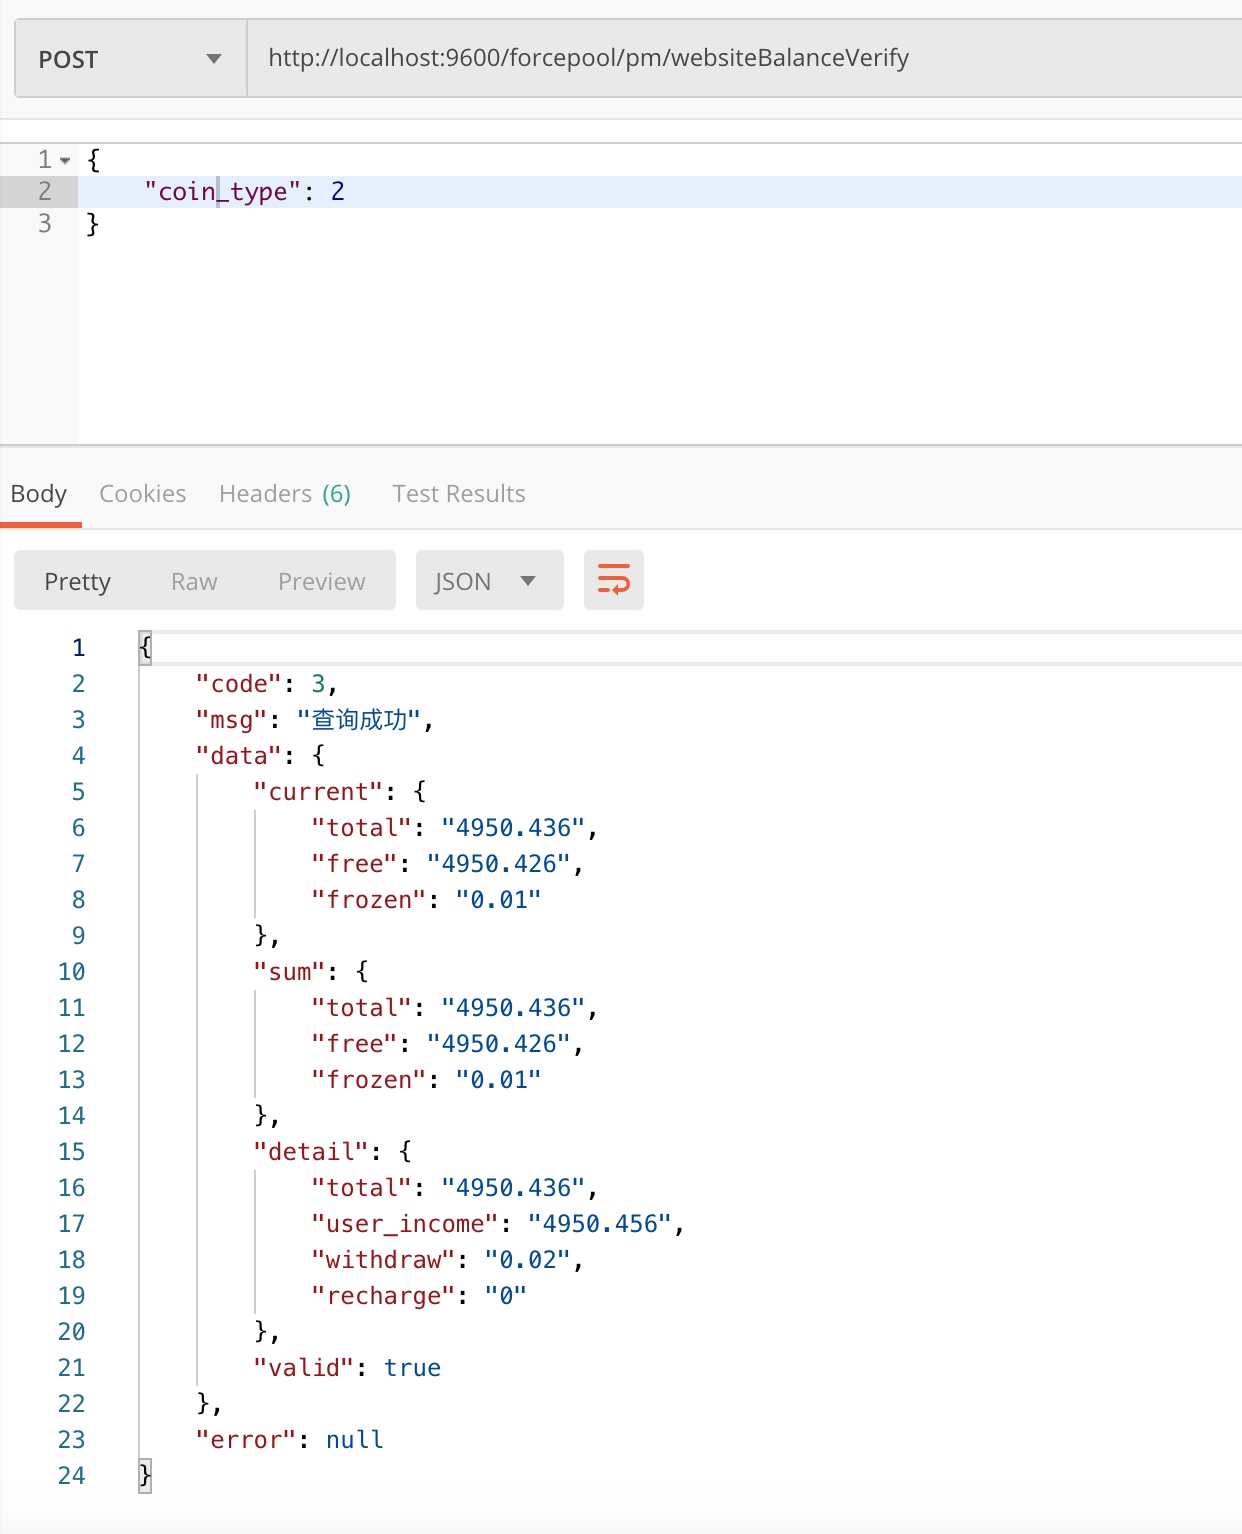 POST http://localhost:9600/forcepool/pm/websiteBalanceVerify
1 {
2 "coin_type": 2
3 }
Body Cookies Headers (6) Test Results
Pretty Raw Preview JSON
1 {
2 "code": 3,
3 "msg": "查询成功",
4 "data": {
5 "current": {
6 "total": "4950.436",
7 "free": "4950.426",
8 "frozen": "0.01"
9 },
10 "sum": {
11 "total": "4950.436",
12 "free": "4950.426",
13 "frozen": "0.01"
14 },
15 "detail": {
16 "total": "4950.436",
17 "user_income": "4950.456",
18 "withdraw": "0.02",
19 "recharge": "0"
20 },
21 "valid": true
22 },
23 "error": null
24 }